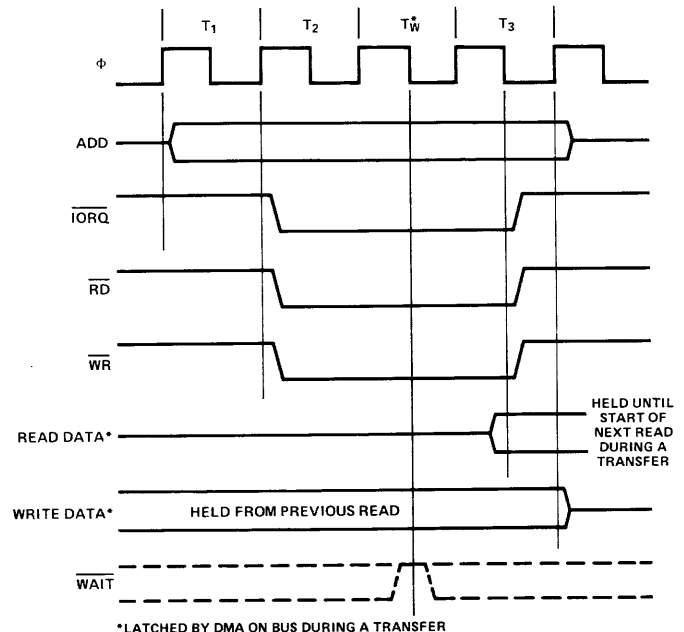 T1 T2 T*W T3
Φ
ADD
IORQ
RD
WR
READ DATA*
HELD UNTIL
START OF
NEXT READ
DURING A
TRANSFER
WRITE DATA*
HELD FROM PREVIOUS READ
WAIT
*LATCHED BY DMA ON BUS DURING A TRANSFER